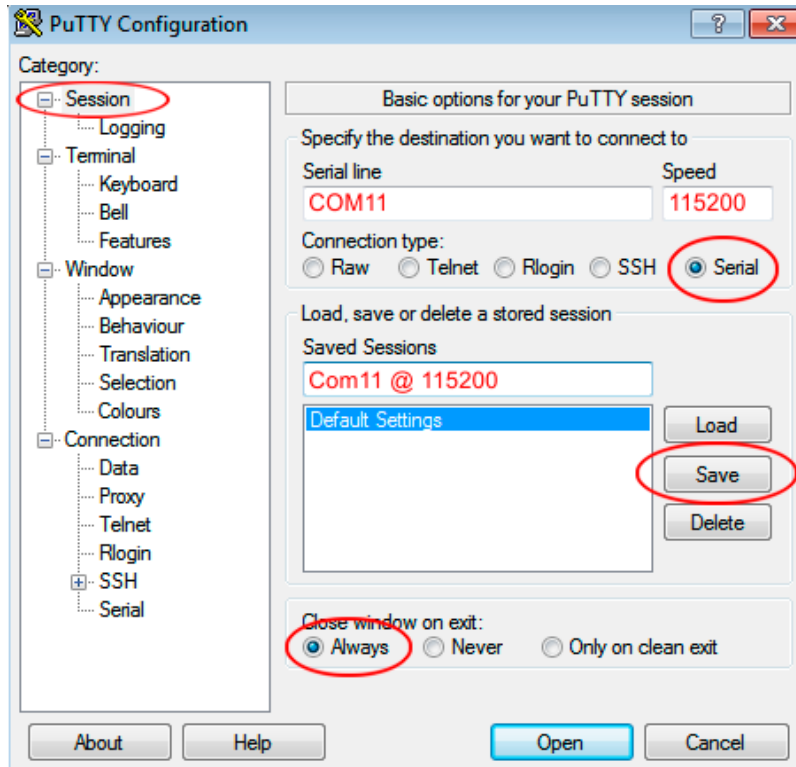 PuTTY Configuration
Category:
Session
Logging
Terminal
Keyboard
Bell
Features
Window
Appearance
Behaviour
Translation
Selection
Colours
Connection
Data
Proxy
Telnet
Rlogin
SSH
Serial
Basic options for your PuTTY session
Specify the destination you want to connect to
Serial line Speed
COM11 115200
Connection type:
Raw Telnet Rlogin SSH Serial
Load, save or delete a stored session
Saved Sessions
Com11 @ 115200
Default Settings
Load
Save
Delete
Close window on exit:
Always Never Only on clean exit
About Help Open Cancel